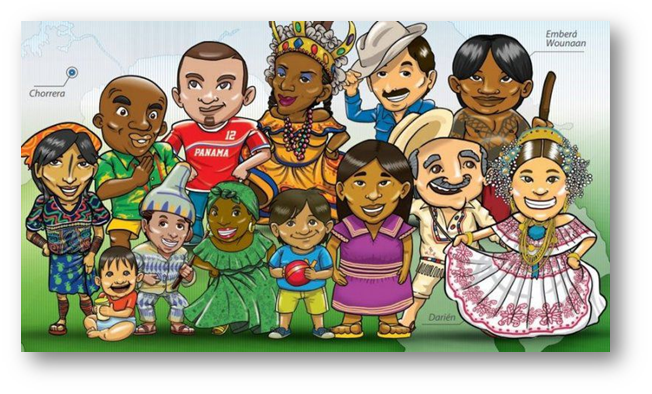 Emberá
Wounaan
Chorrera
12
PANAMA
Darién